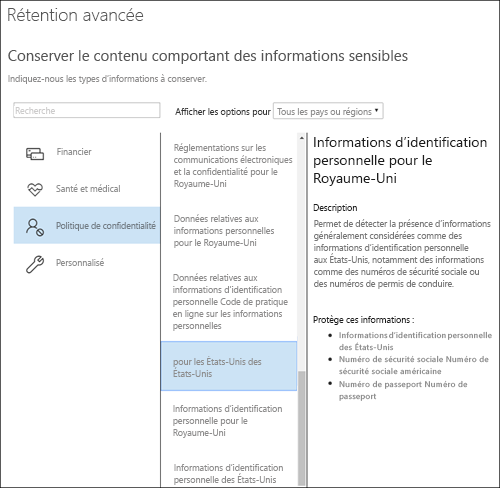 Rétention avancée
Conserver le contenu comportant des informations sensibles
Indiquez-nous les types d'informations à conserver.
Recherche
Afficher les options pour
Tous les pays ou régions
Financier
Santé et médical
Politique de confidentialité
Personnalisé
Réglementations sur les
communications électroniques
et la confidentialité pour le
Royaume-Uni
Données relatives aux
informations personnelles
pour le Royaume-Uni
Données relatives aux
informations d'identification
personnelle Code de pratique
en ligne sur les informations
personnelles
pour les États-Unis des
États-Unis
Informations d'identification
personnelle pour le
Royaume-Uni
Informations d'identification
personnelle des États-Unis
Informations d'identification
personnelle pour le
Royaume-Uni
Description
Permet de détecter la présence d'informations
généralement considérées comme des
informations d'identification personnelle
aux États-Unis, notamment des informations
comme des numéros de sécurité sociale ou
des numéros de permis de conduire.
Protège ces informations :
• Informations d'identification personnelle
des États-Unis
• Numéro de sécurité sociale Numéro de
sécurité sociale américaine
• Numéro de passeport Numéro de
passeport